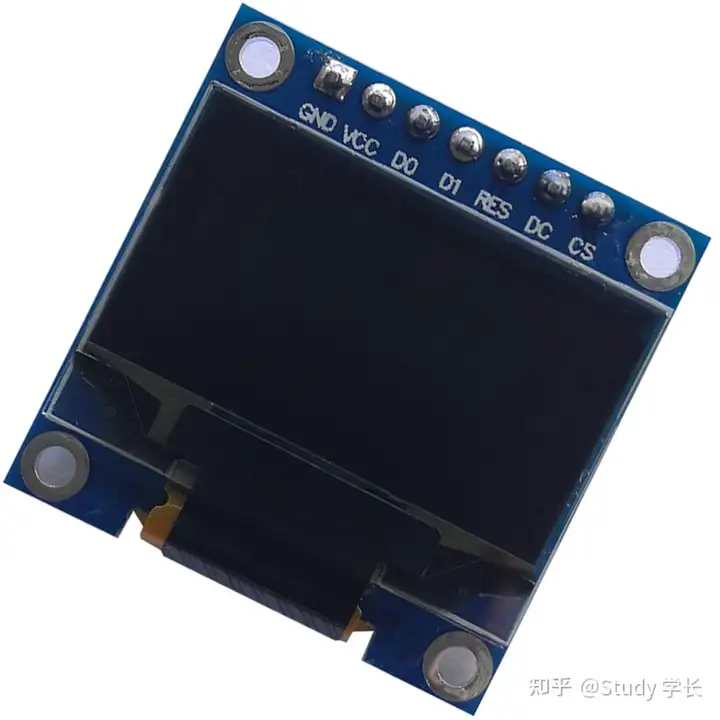 GND VCC D0 D1 RES DC CS
知乎 @Study 学长